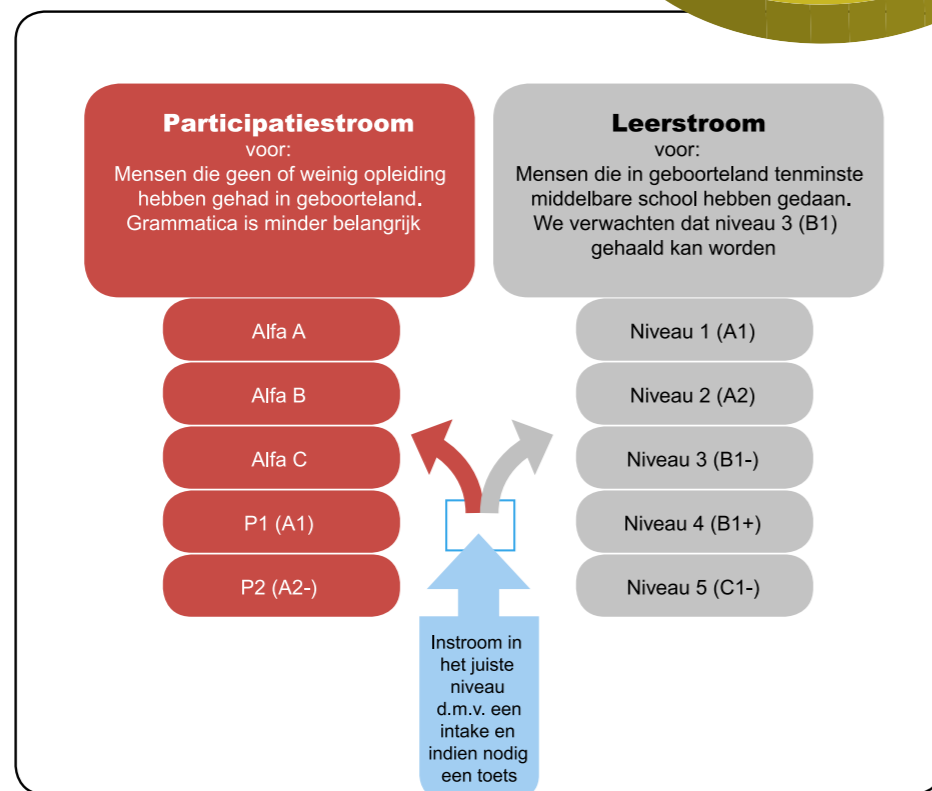 Participatiestroom
voor:
Mensen die geen of weinig opleiding
hebben gehad in geboorteland.
Grammatica is minder belangrijk
Alfa A
Alfa B
Alfa C
P1 (A1)
P2 (A2-)
Leerstroom
voor:
Mensen die in geboorteland tenminste
middelbare school hebben gedaan.
We verwachten dat niveau 3 (B1)
gehaald kan worden
Niveau 1 (A1)
Niveau 2 (A2)
Niveau 3 (B1-)
Niveau 4 (B1+)
Niveau 5 (C1-)
Instroom in
het juiste
niveau
d.m.v. een
intake en
indien nodig
een toets